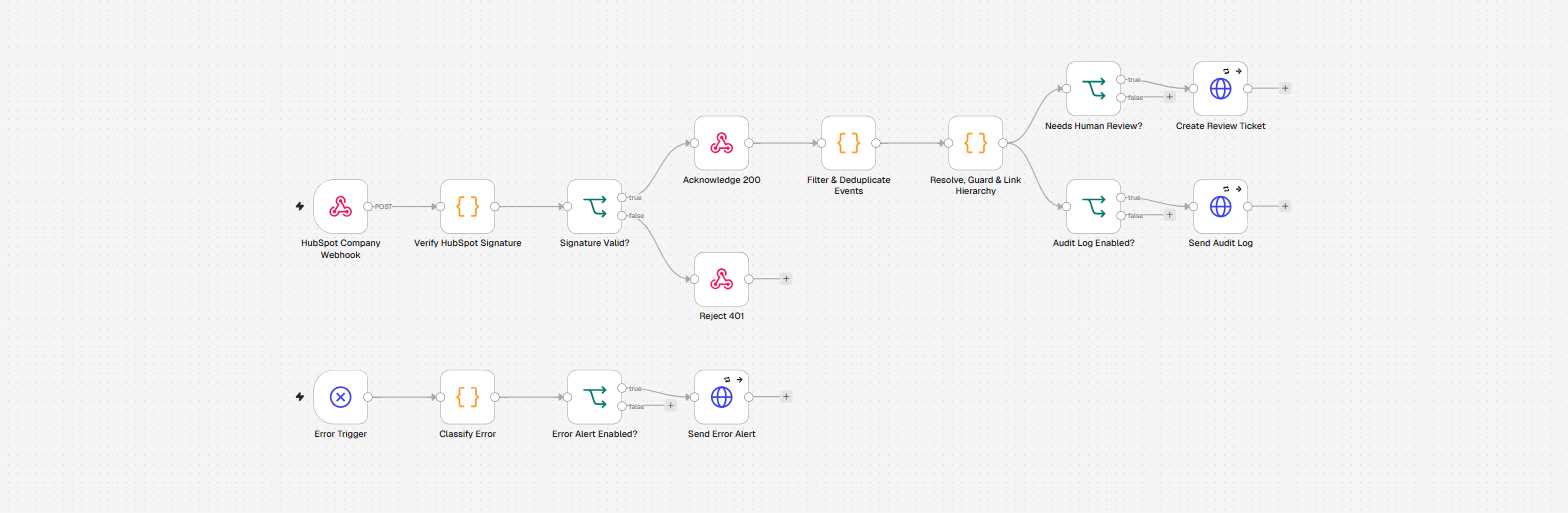 true
false
+
+
Needs Human Review?
Create Review Ticket
Acknowledge 200
Filter & Deduplicate
Events
Resolve, Guard & Link
Hierarchy
POST
HubSpot Company
Webhook
Verify HubSpot Signature
true
false
Signature Valid?
true
false
+
+
Audit Log Enabled?
Send Audit Log
+
Reject 401
Error Trigger
Classify Error
true
false
+
+
Error Alert Enabled?
Send Error Alert